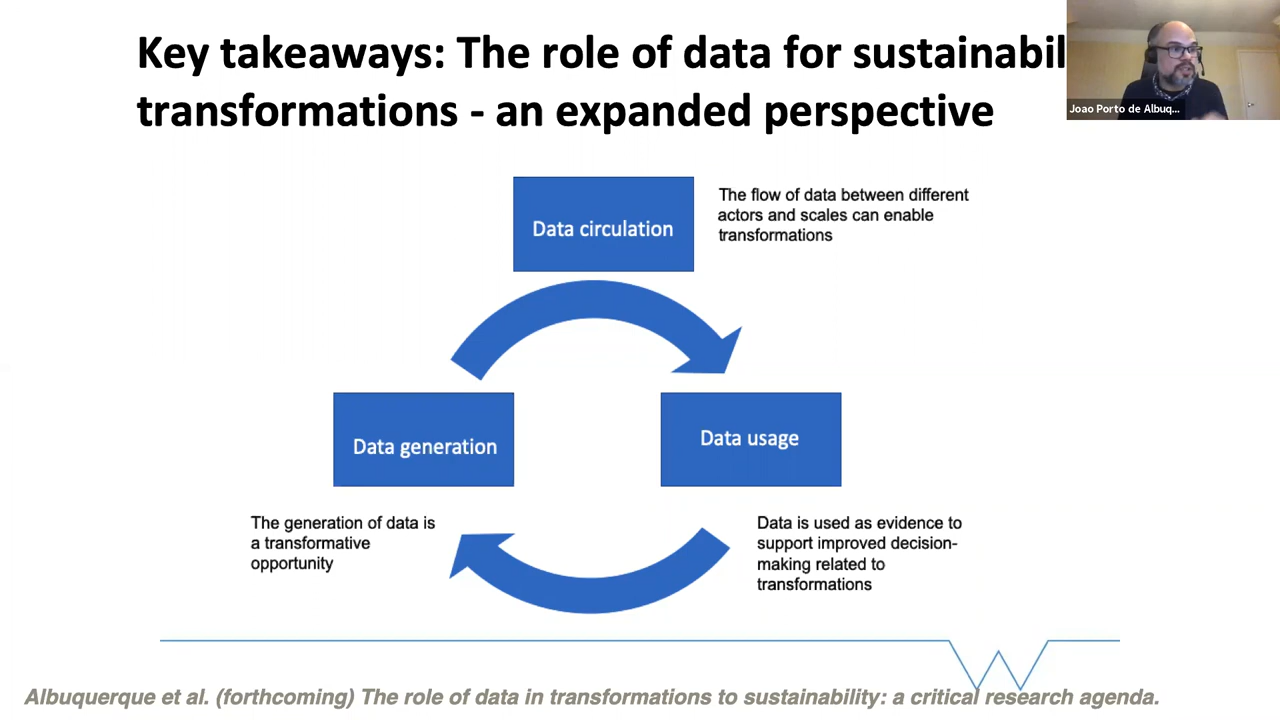 Key takeaways: The role of data for sustainabil
transformations - an expanded perspective
Joao Porto de Albuq...
Data circulation
The flow of data between different
actors and scales can enable
transformations
Data generation
Data usage
The generation of data is
a transformative
opportunity
Data is used as evidence to
support improved decision-
making related to
transformations
Albuquerque et al. (forthcoming) The role of data in transformations to sustainability: a critical research agenda.